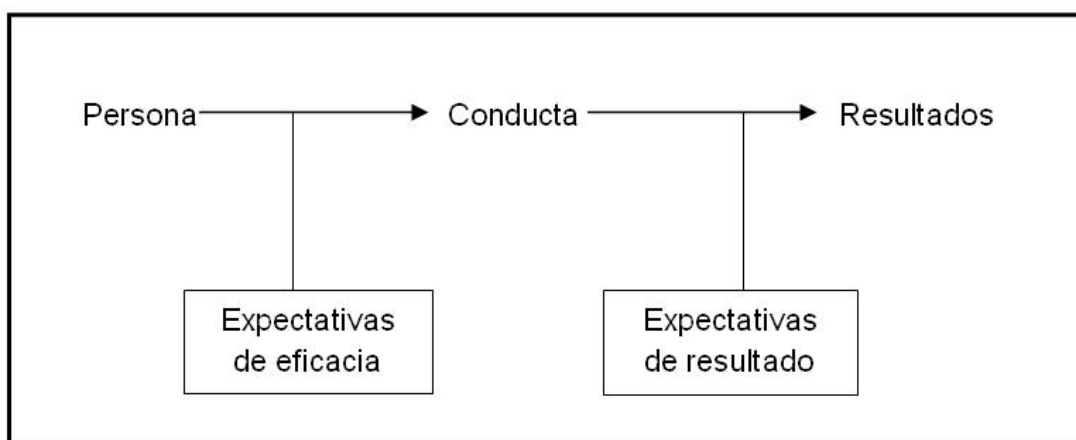 Persona Conducta Resultados
Expectativas
de eficacia
Expectativas
de resultado